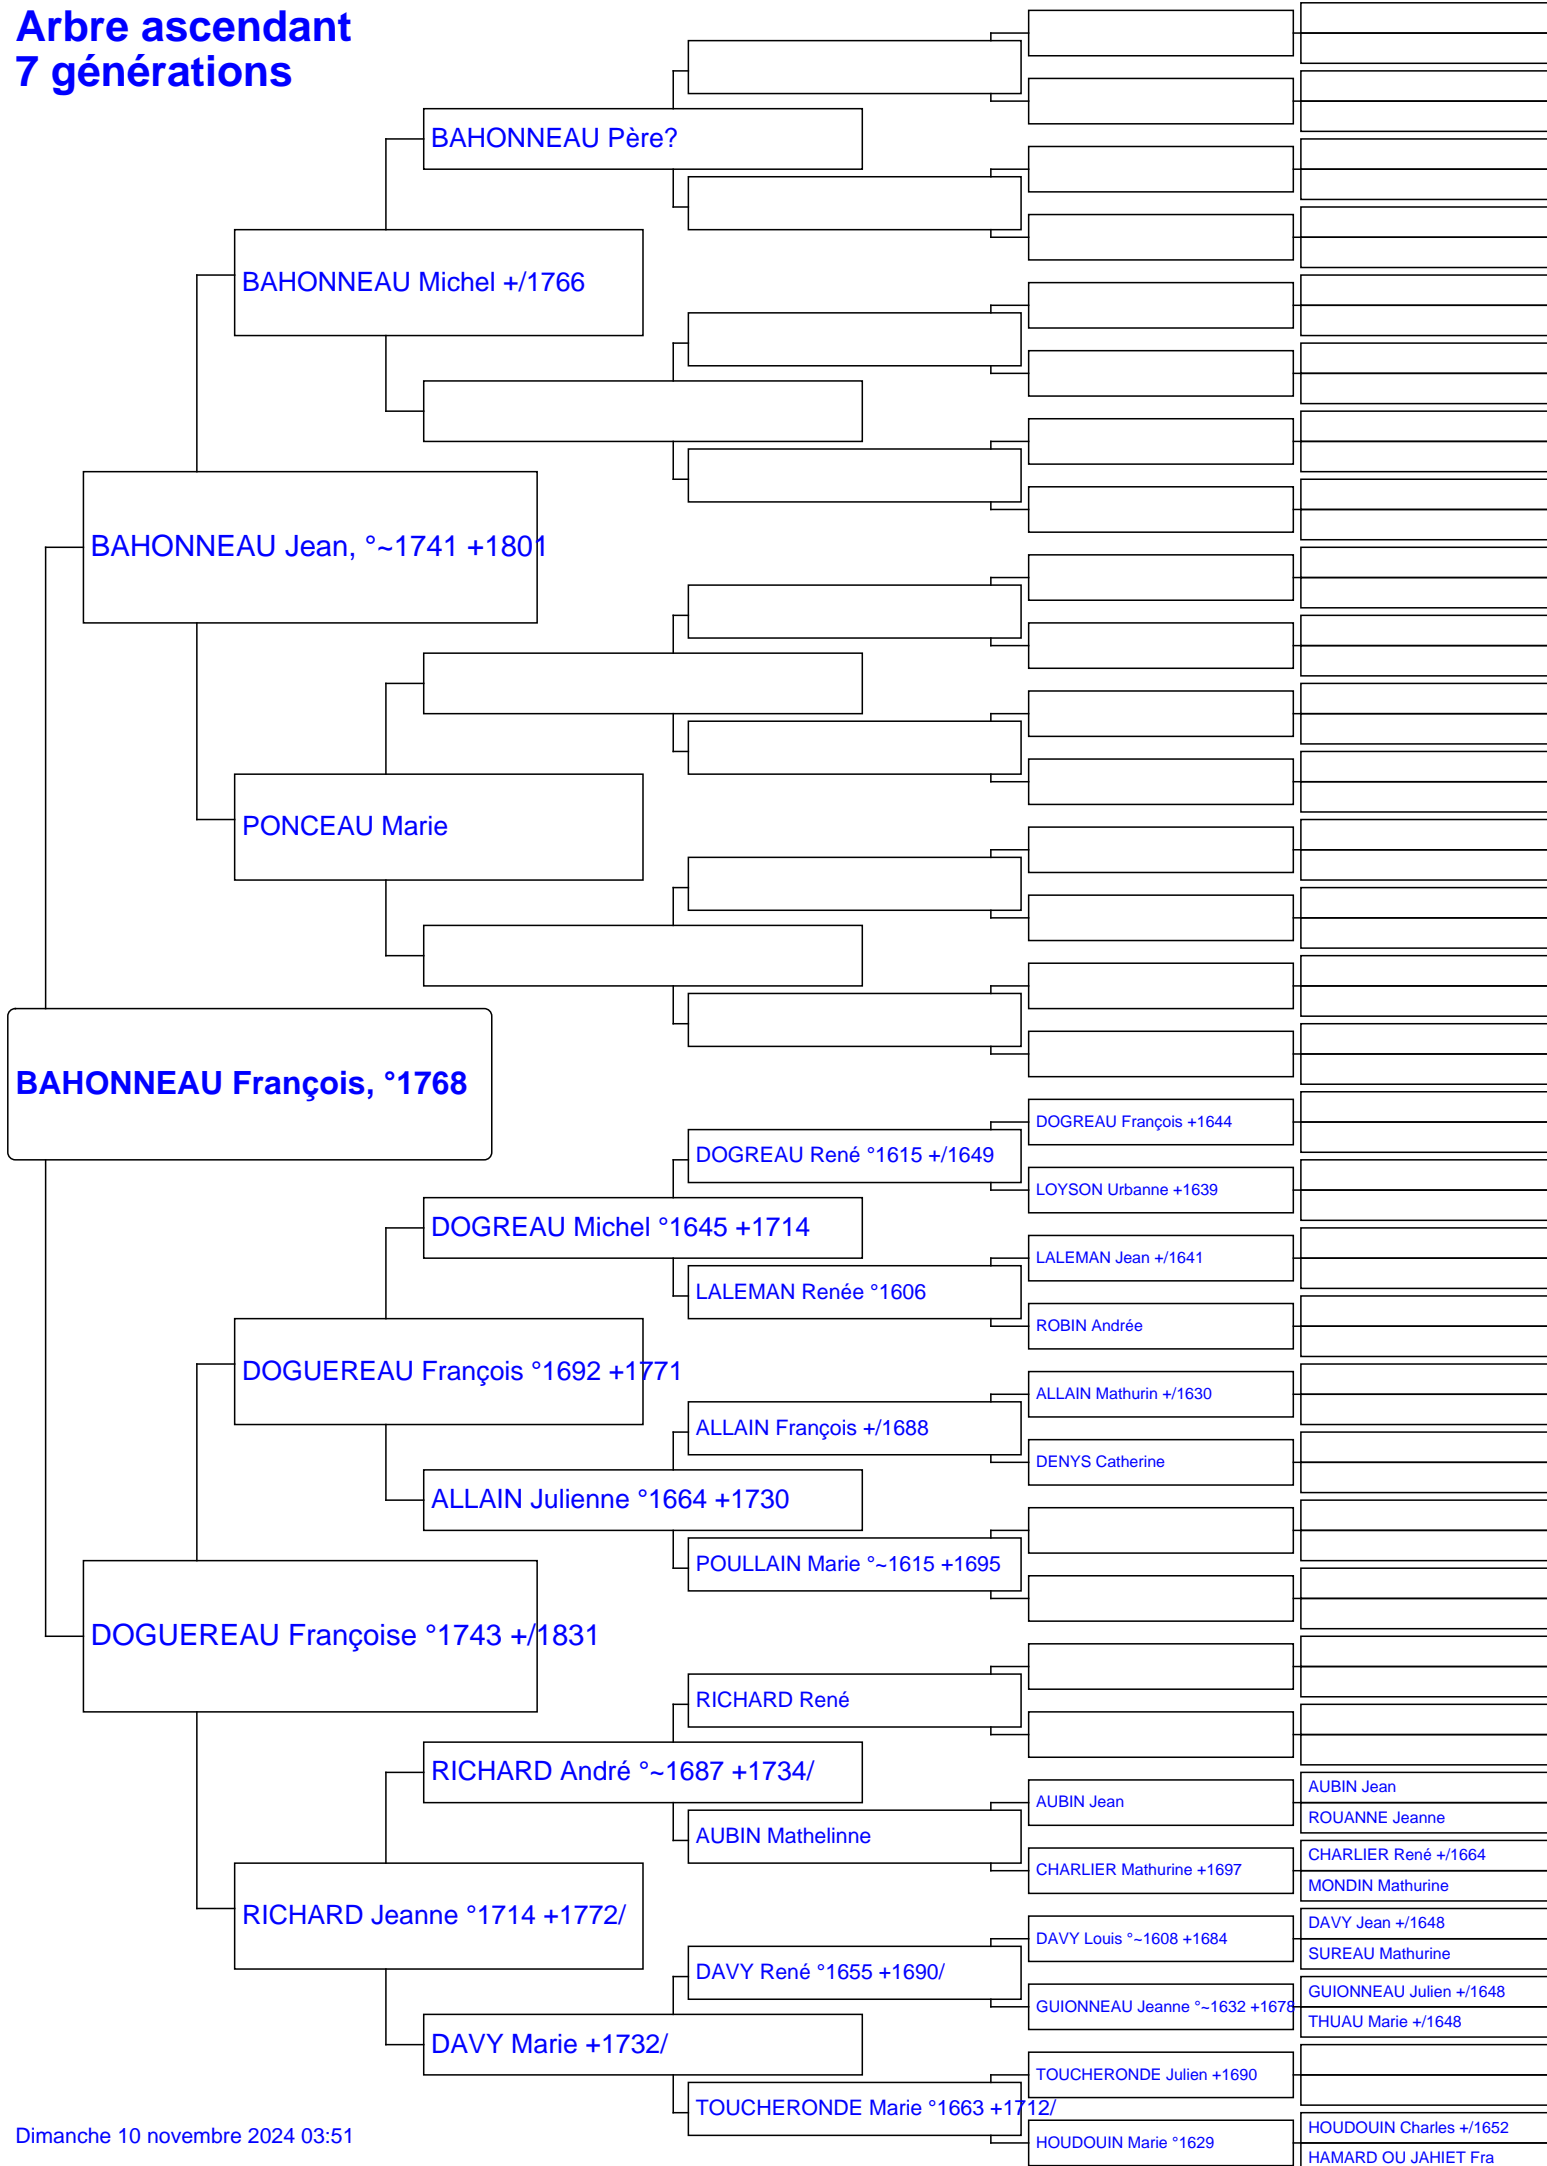 Arbre ascendant
7 générations
BAHONNEAU Père?
BAHONNEAU Michel +/1766
BAHONNEAU Jean, °~1741 +1801
PONCEAU Marie
BAHONNEAU François, °1768
DOGREAU François +1644
DOGREAU René °1615 +/1649
LOYSON Urbanne +1639
DOGREAU Michel °1645 +1714
LALEMAN Jean +/1641
LALEMAN Renée °1606
ROBIN Andrée
DOGUEREAU François °1692 +1771
ALLAIN Mathurin +/1630
ALLAIN François +/1688
DENYS Catherine
ALLAIN Julienne °1664 +1730
POULLAIN Marie °~1615 +1695
DOGUEREAU Françoise °1743 +/1831
RICHARD René
RICHARD André °~1687 +1734/
AUBIN Jean
AUBIN Jean
ROUANNE Jeanne
AUBIN Mathelinne
CHARLIER René +/1664
CHARLIER Mathurine +1697
MONDIN Mathurine
RICHARD Jeanne °1714 +1772/
DAVY Jean +/1648
DAVY Louis °~1608 +1684
SUREAU Mathurine
DAVY René °1655 +1690/
GUIONNEAU Julien +/1648
GUIONNEAU Jeanne °~1632 +1678
THUAU Marie +/1648
DAVY Marie +1732/
TOUCHERONDE Julien +1690
TOUCHERONDE Marie °1663 +1712/
HOUDOUIN Charles +/1652
HOUDOUIN Marie °1629
HAMARD OU JAHIET Fra
Dimanche 10 novembre 2024 03:51